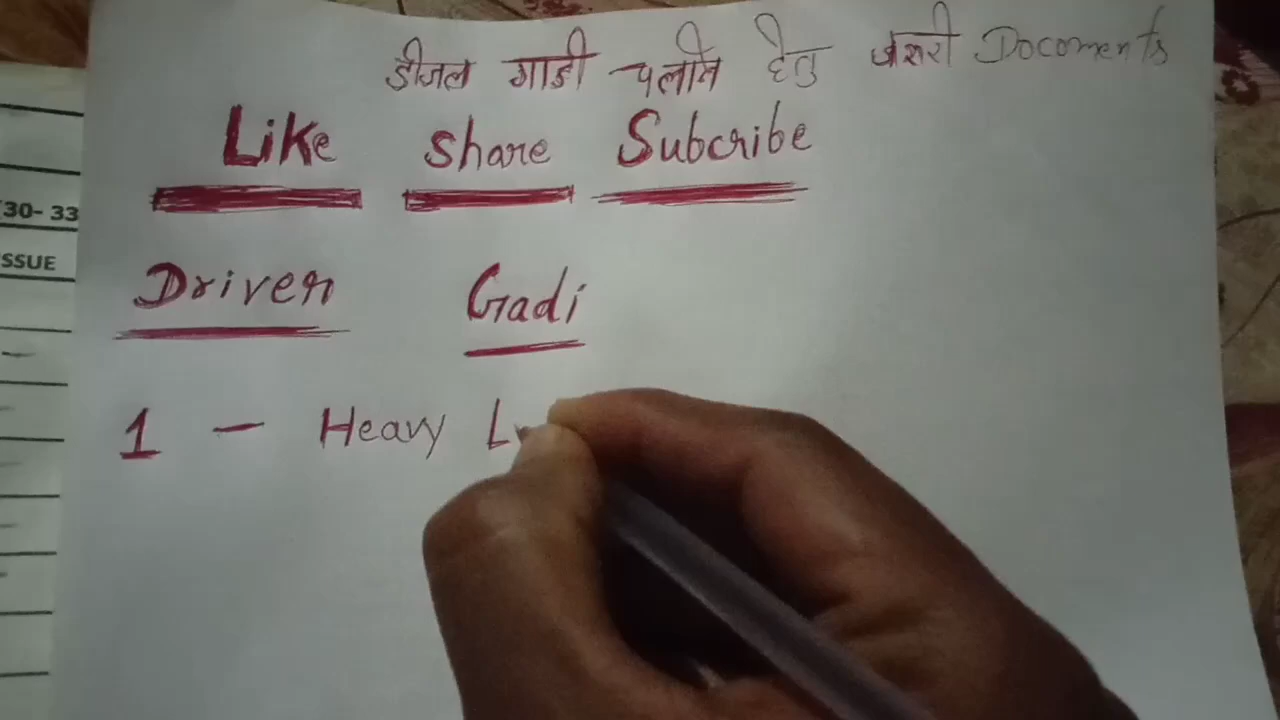 डीजल गाडी चलाने हेतु जरुरी Docoments
Like Share Subcribe
30-33
SSUE
Driver Gadi
1 - Heavy L